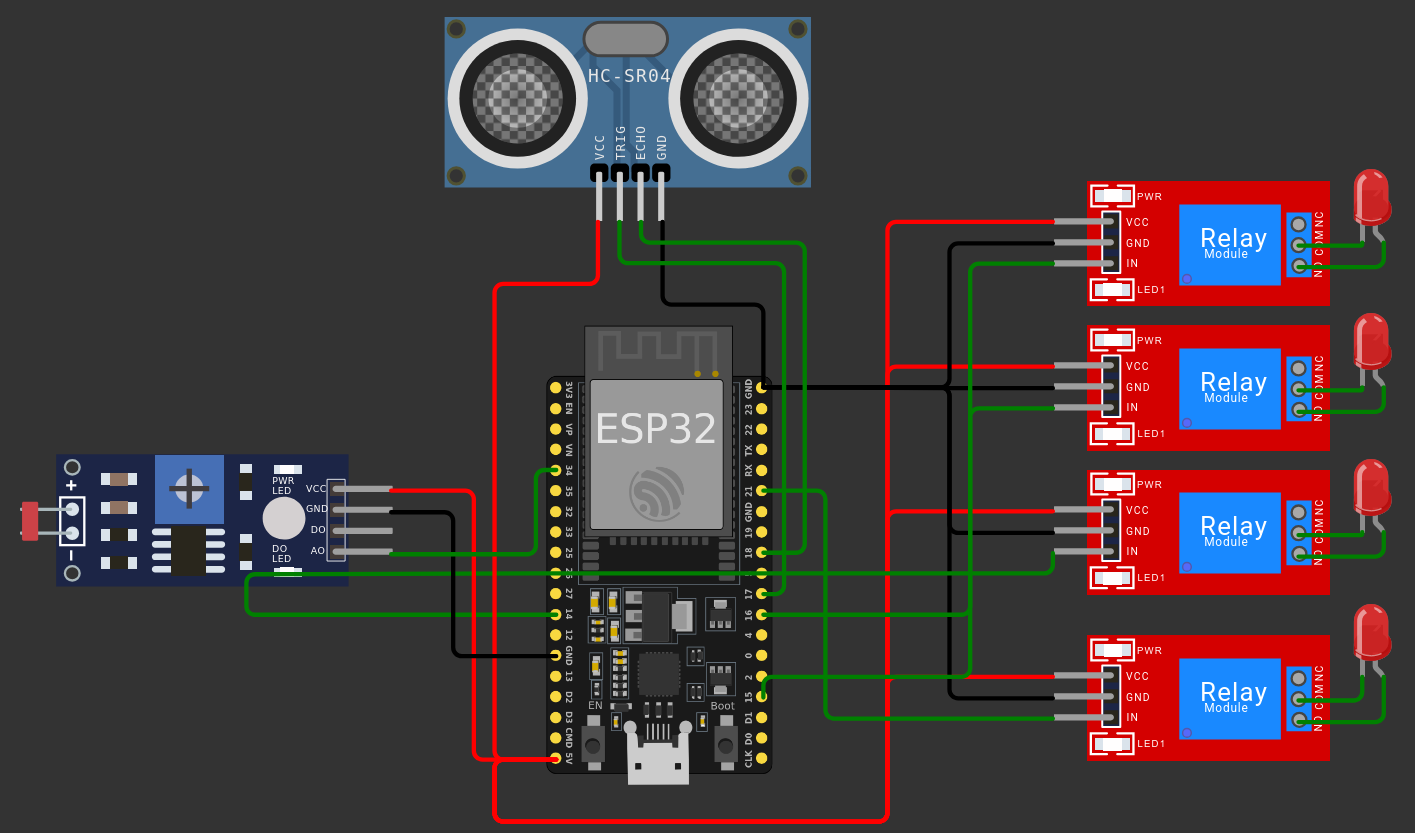 HC-SR04
VCC
TRIG
ECHO
GND
ESP32
3V3
EN
VP
VN
34
35
32
33
25
26
27
14
12
GND
13
D2
D3
CMD
5V
GND
23
22
TX
RX
21
GND
19
18
17
16
4
0
2
15
D1
D0
CLK
EN
Boot
+
PWR
LED
DO
LED
VCC
GND
DO
AO
PWR
VCC
GND
IN
LED1
Relay
Module
NC
COM
NO
PWR
VCC
GND
IN
LED1
Relay
Module
NC
COM
NO
PWR
VCC
GND
IN
LED1
Relay
Module
NC
COM
NO
PWR
VCC
GND
IN
LED1
Relay
Module
NC
COM
NO